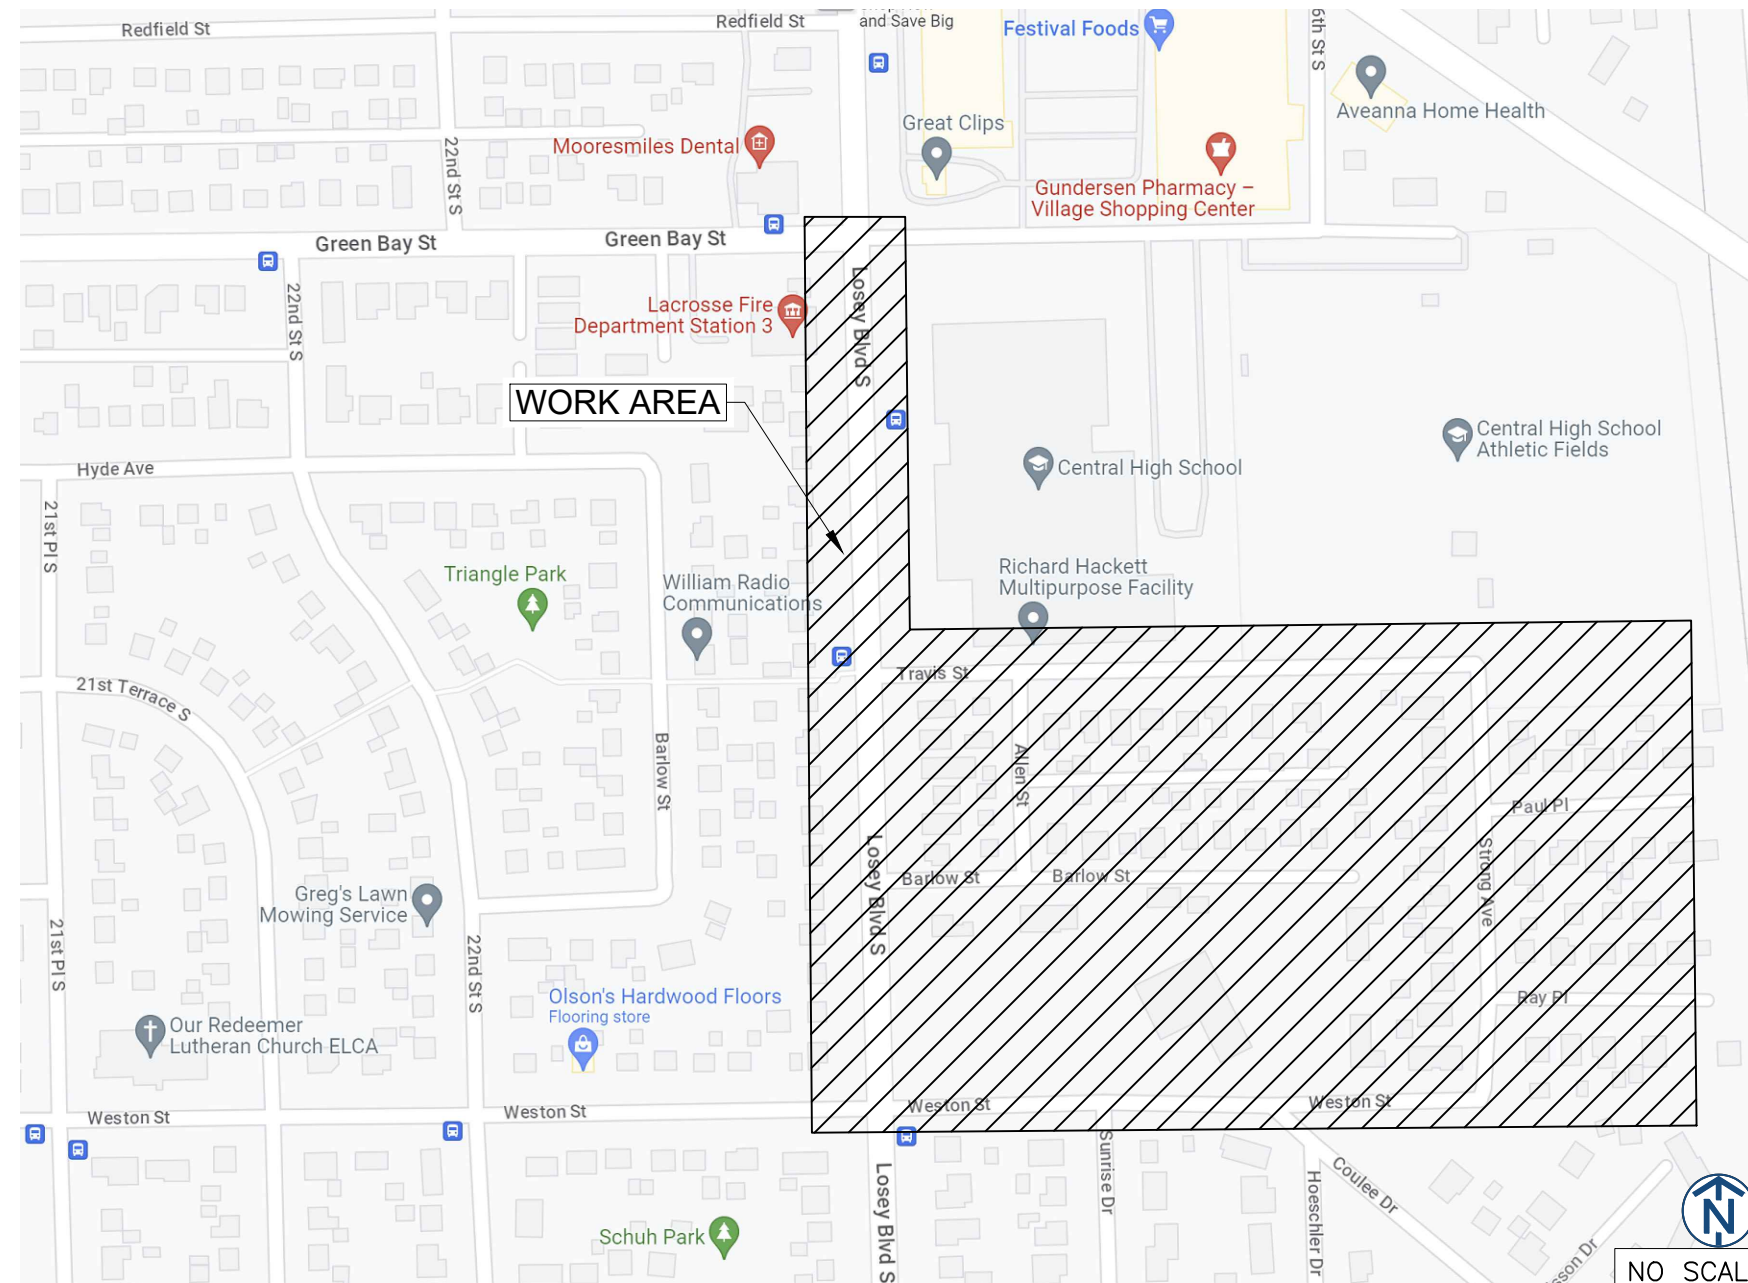 Redfield St
Redfield St
and Save Big
Festival Foods
6th St S
Aveanna Home Health
Great Clips
Mooresmiles Dental
22nd St S
Gundersen Pharmacy –
Village Shopping Center
Green Bay St
Green Bay St
22nd St S
Losey Blvd S
Lacrosse Fire
Department Station 3
WORK AREA
Central High School
Athletic Fields
Central High School
Hyde Ave
21st Pl S
Richard Hackett
Multipurpose Facility
Triangle Park
William Radio
Communications
Travis St
21st Terrace S
Barlow St
Allen St
Paul Pl
Losey Blvd S
Strong Ave
Barlow St
Barlow St
Greg's Lawn
Mowing Service
21st Pl S
22nd St S
Olson's Hardwood Floors
Flooring store
Ray Pl
Our Redeemer
Lutheran Church ELCA
Weston St
Weston St
Weston St
Weston St
Sunrise Dr
Coulee Dr
Hoeschler Dr
Losey Blvd S
Schuh Park
N
sson Dr
NO SCAL